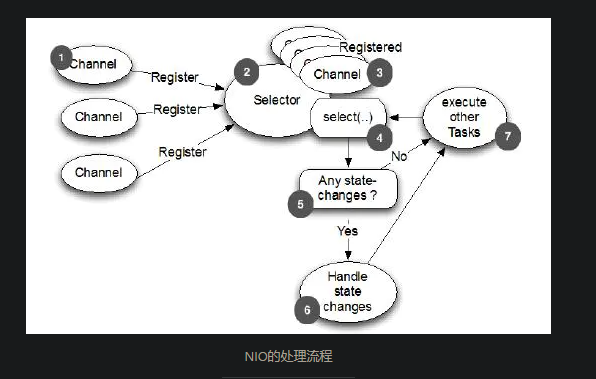 1
Channel
Register
Channel
Register
Channel
Register
2
Selector
Registered
Channel
3
select(..)
4
Any state-
changes ?
5
No
Yes
Handle
state
changes
6
execute
other
Tasks
7
NIO的处理流程